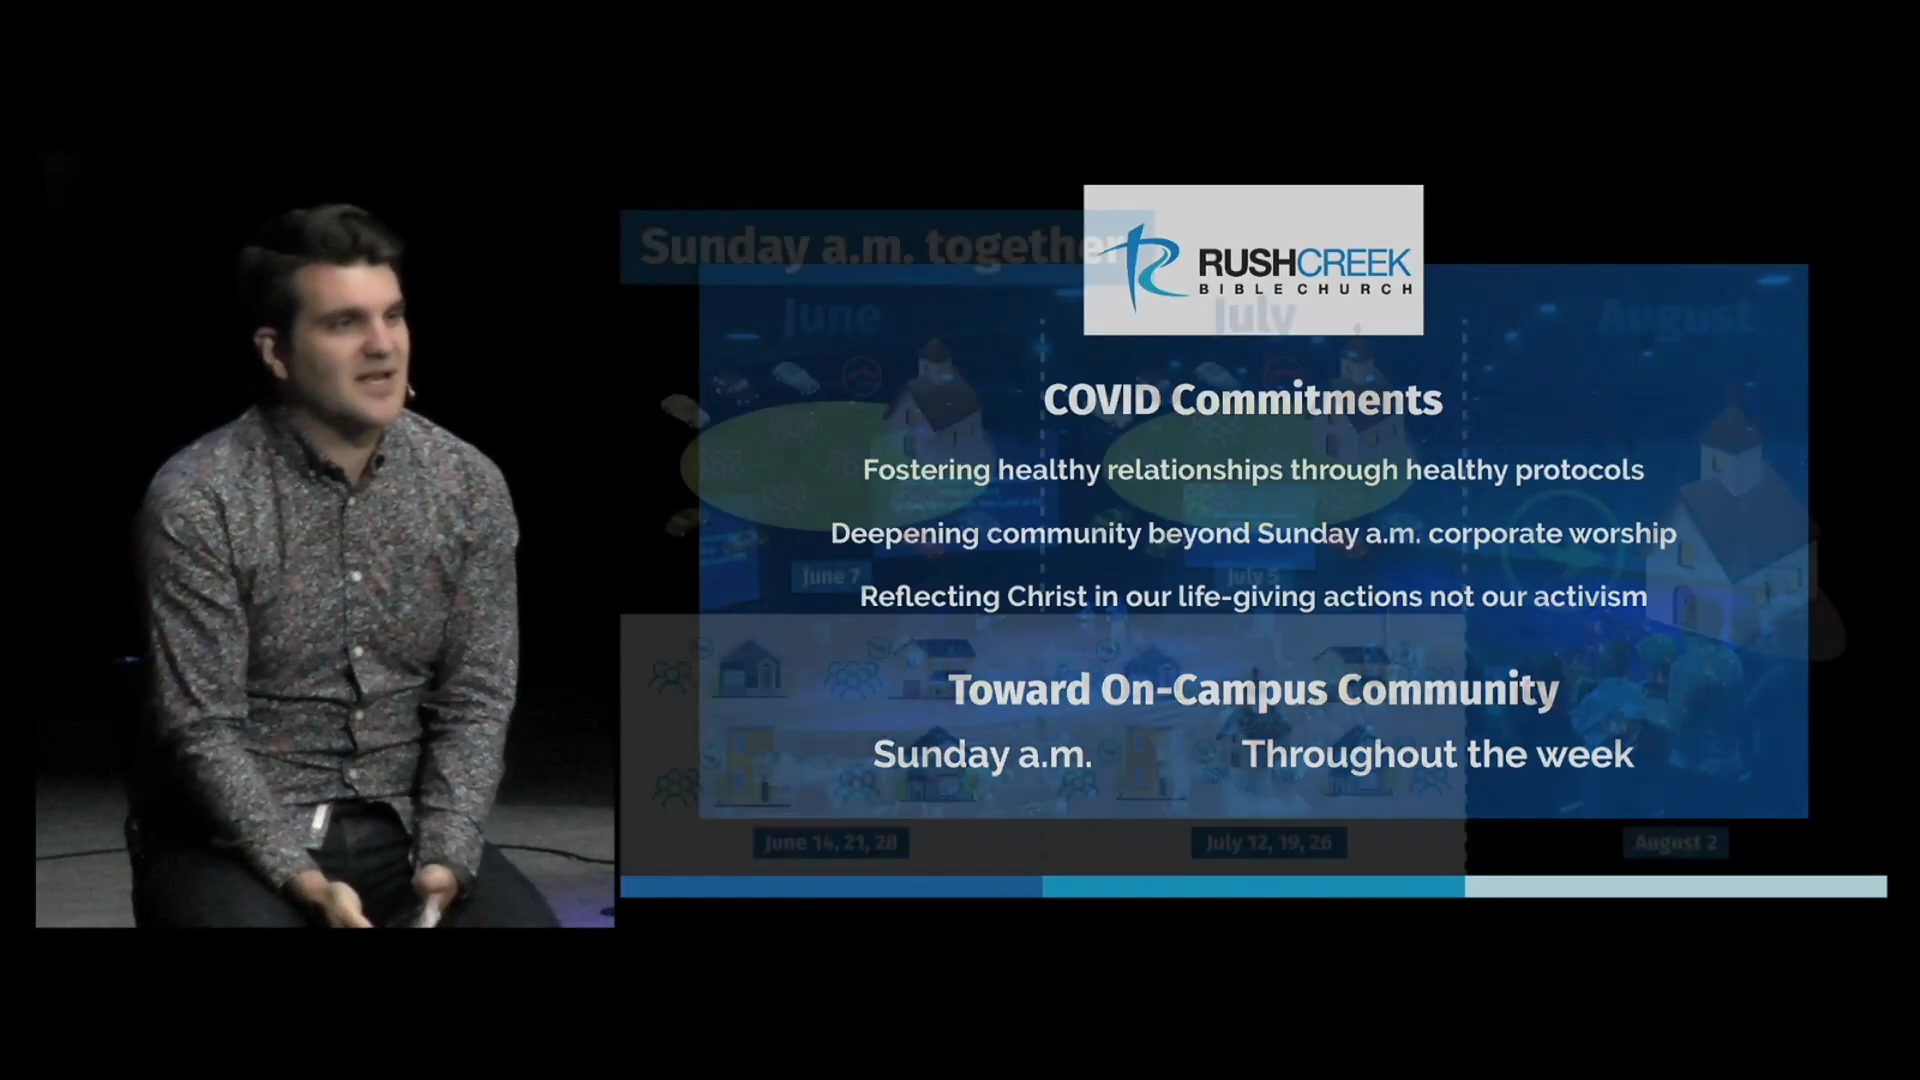 Sunday a.m. together
RUSHCREEK
BIBLE CHURCH
June
July
August
COVID Commitments
Fostering healthy relationships through healthy protocols
Deepening community beyond Sunday a.m. corporate worship
June 7
July 5
Reflecting Christ in our life-giving actions not our activism
Toward On-Campus Community
Sunday a.m.
Throughout the week
June 14, 21, 28
July 12, 19, 26
August 2